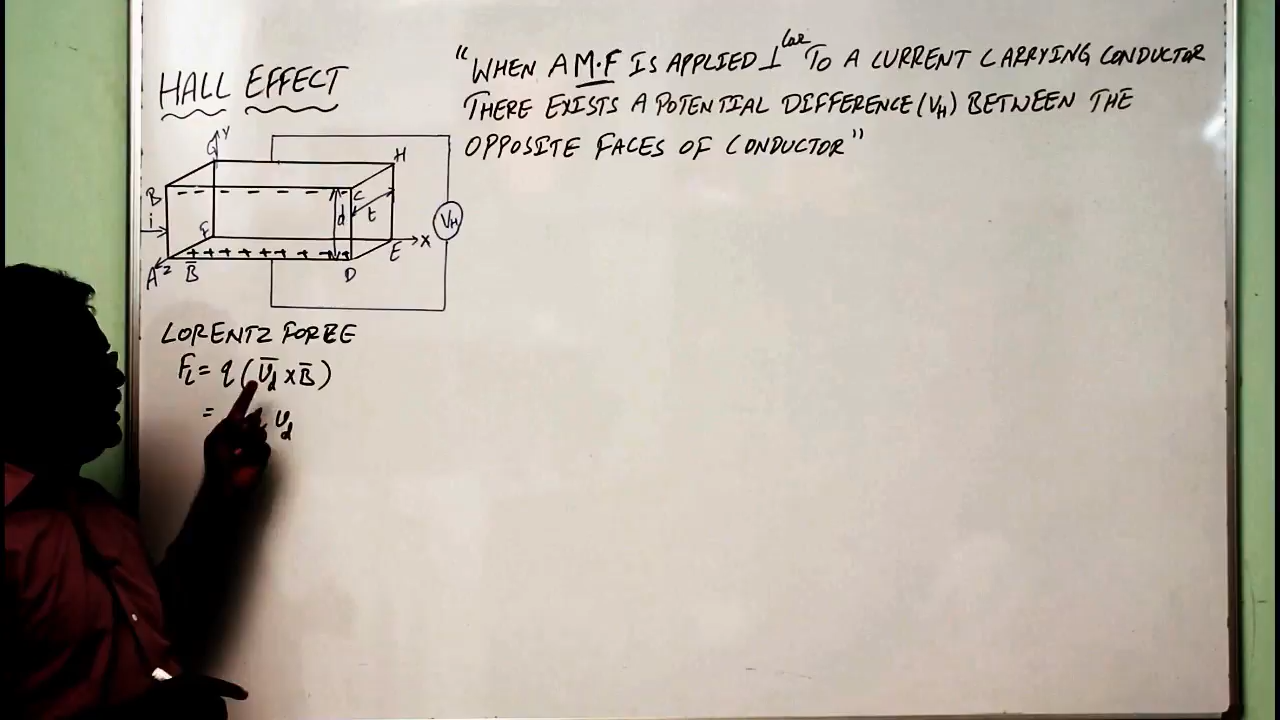 HALL EFFECT
"WHEN A M.F IS APPLIED ⊥lar TO A CURRENT CARRYING CONDUCTOR
THERE EXISTS A POTENTIAL DIFFERENCE (VH) BETWEEN THE
OPPOSITE FACES OF CONDUCTOR"
G Y
H
B - - - - - - - C
i d t VH
F
+ + + + + + + + + E X
A Z B̅ D
LORENTZ FORCE
FL = q (v̅d × B̅)
= vd